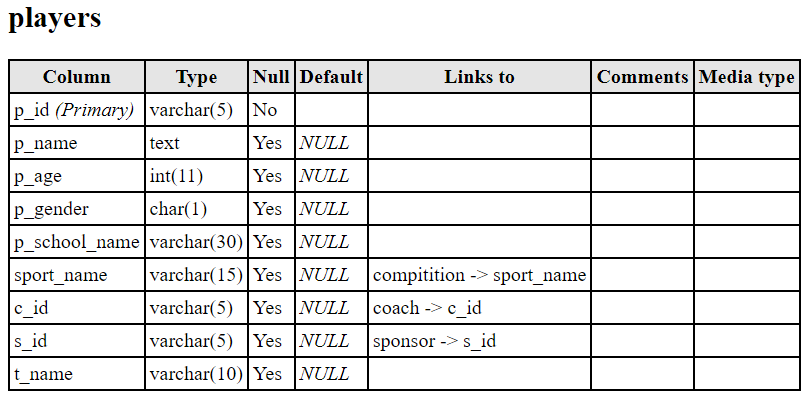 players
Column Type Null Default Links to Comments Media type
p_id (Primary) varchar(5) No
p_name text Yes NULL
p_age int(11) Yes NULL
p_gender char(1) Yes NULL
p_school_name varchar(30) Yes NULL
sport_name varchar(15) Yes NULL compitition -> sport_name
c_id varchar(5) Yes NULL coach -> c_id
s_id varchar(5) Yes NULL sponsor -> s_id
t_name varchar(10) Yes NULL